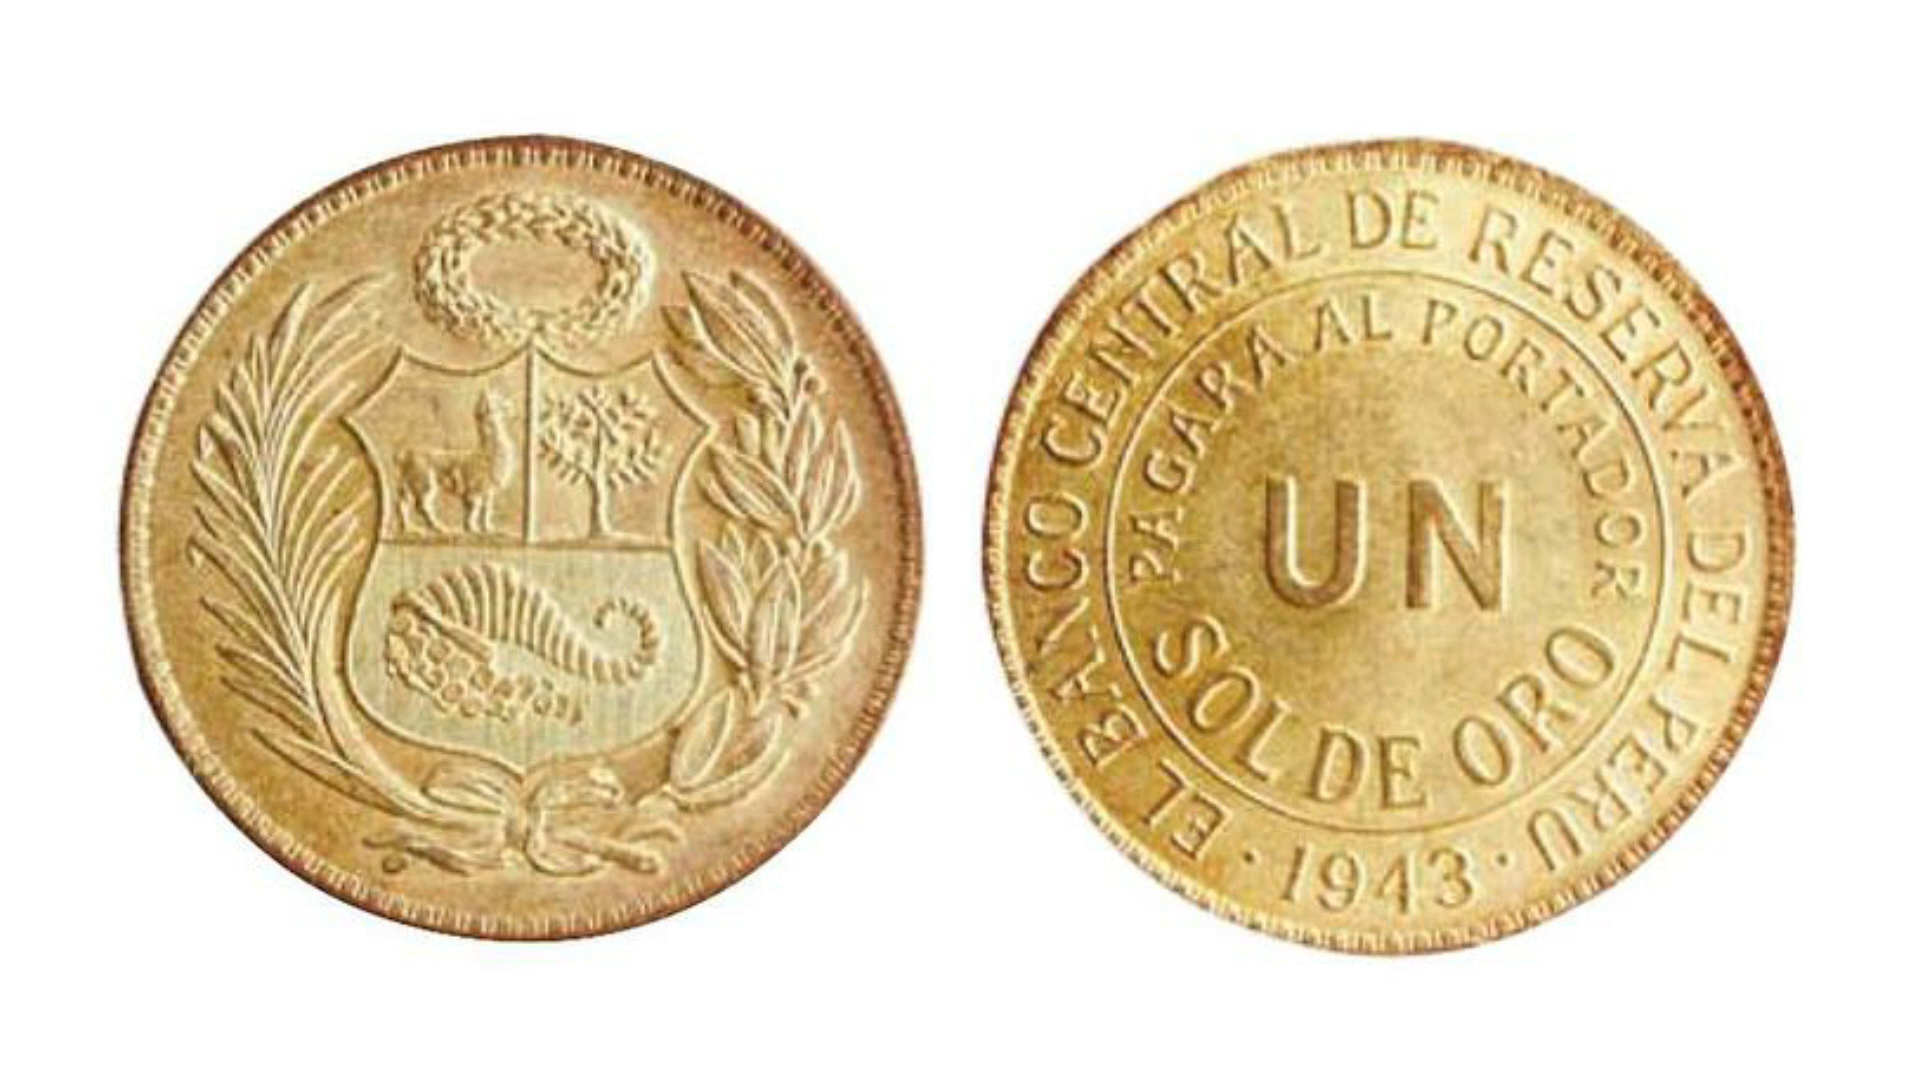 EL BANCO CENTRAL DE RESERVA DEL PERU
PAGARA AL PORTADOR
UN
SOL DE ORO
· 1943 ·